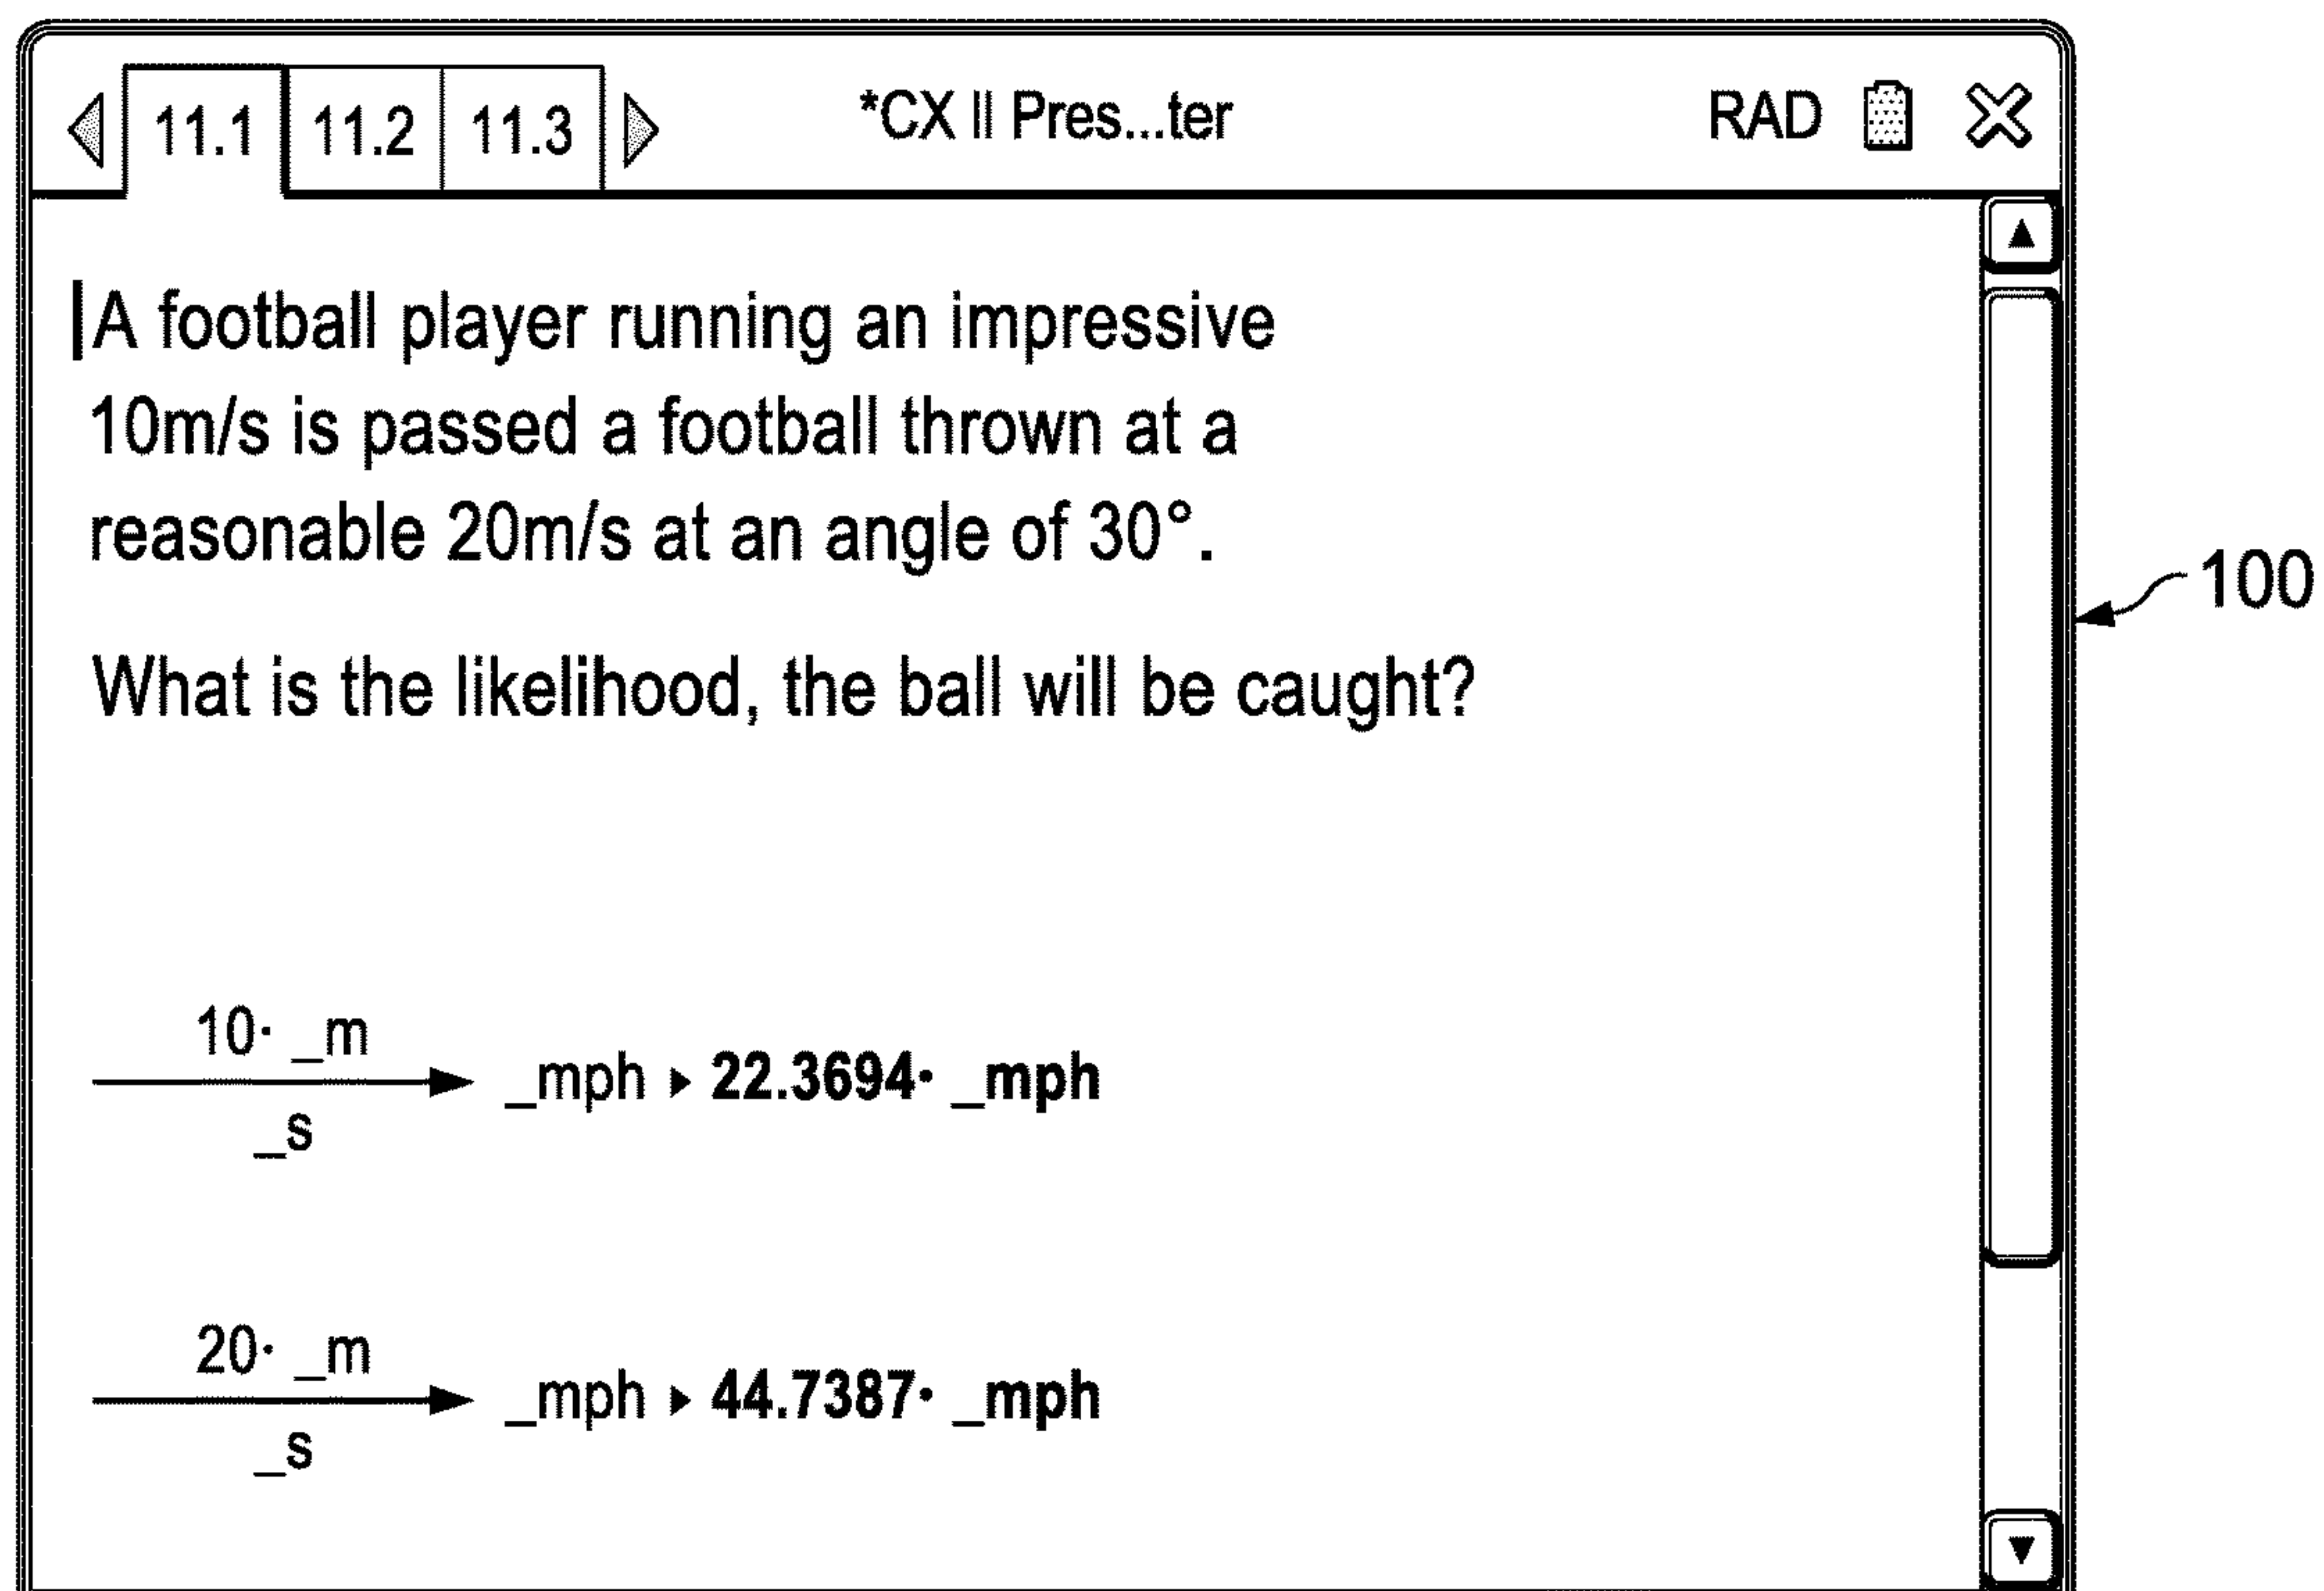 11.1 11.2 11.3 *CX II Pres...ter RAD
A football player running an impressive
10m/s is passed a football thrown at a
reasonable 20m/s at an angle of 30°.
100
What is the likelihood, the ball will be caught?
10· _m
_mph ▸ 22.3694· _mph
_s
20· _m
_mph ▸ 44.7387· _mph
_s